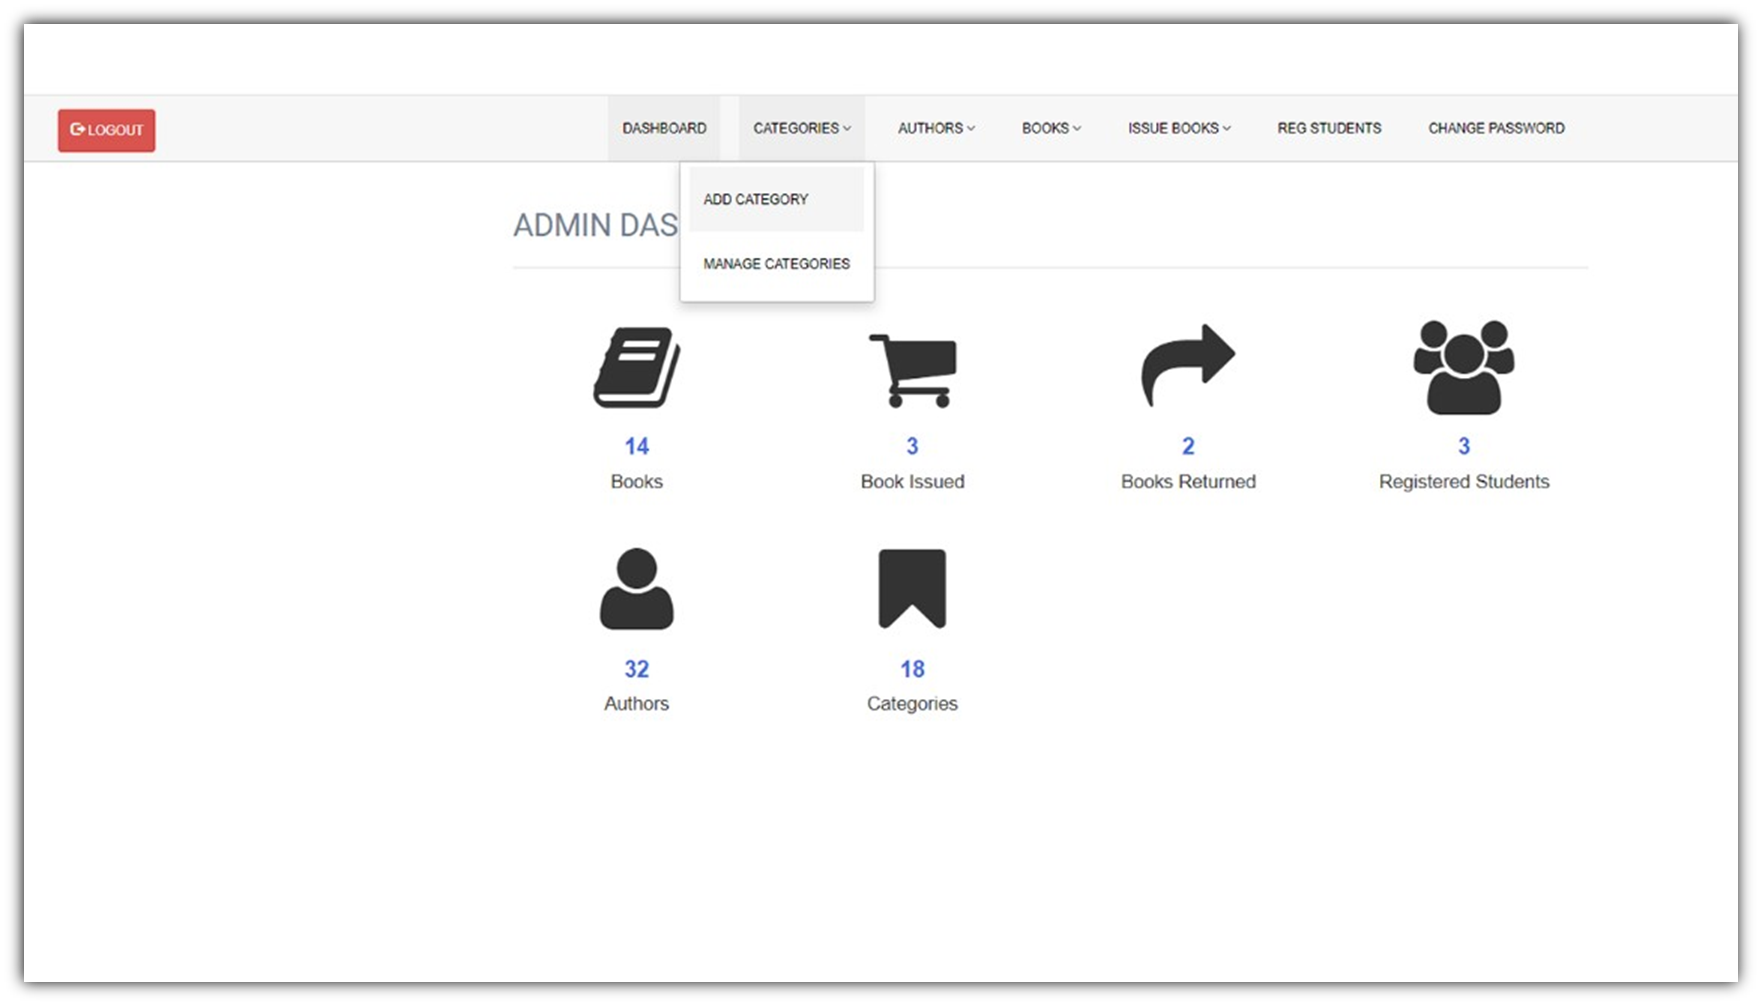 LOGOUT
DASHBOARD CATEGORIES AUTHORS BOOKS ISSUE BOOKS REG STUDENTS CHANGE PASSWORD
ADD CATEGORY
ADMIN DAS
MANAGE CATEGORIES
14 3 2 3
Books Book Issued Books Returned Registered Students
32 18
Authors Categories